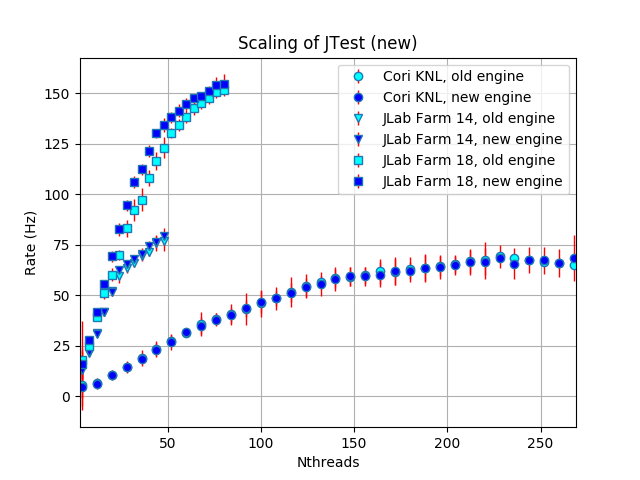 Scaling of JTest (new)
Cori KNL, old engine
Cori KNL, new engine
JLab Farm 14, old engine
JLab Farm 14, new engine
JLab Farm 18, old engine
JLab Farm 18, new engine
Rate (Hz)
150
125
100
75
50
25
0
50 100 150 200 250
Nthreads